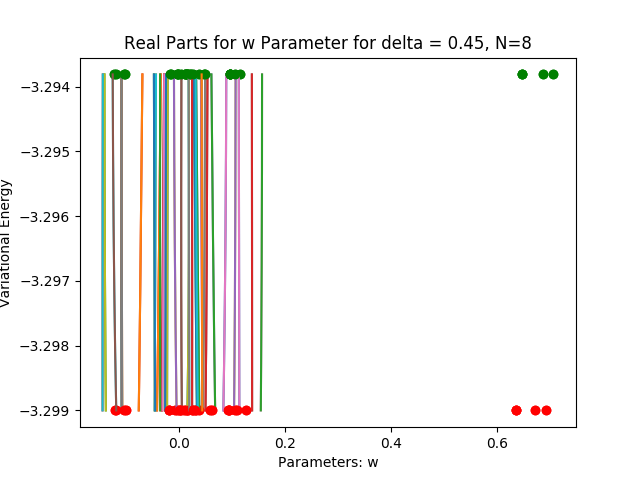 Real Parts for w Parameter for delta = 0.45, N=8
Variational Energy
−3.294
−3.295
−3.296
−3.297
−3.298
−3.299
0.0 0.2 0.4 0.6
Parameters: w